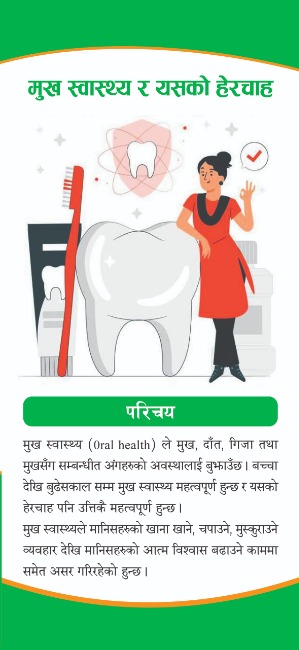 मुख स्वास्थ्य र यसको हेरचाह
परिचय
मुख स्वास्थ्य (Oral health) ले मुख, दाँत, गिजा तथा
मुखसँग सम्बन्धीत अंगहरुको अवस्थालाई बुझाउँछ। बच्चा
देखि बुढेसकाल सम्म मुख स्वास्थ्य महत्वपूर्ण हुन्छ र यसको
हेरचाह पनि उत्तिकै महत्वपूर्ण हुन्छ।
मुख स्वास्थ्यले मानिसहरुको खाना खाने, चपाउने, मुस्कुराउने
व्यवहार देखि मानिसहरुको आत्म विश्वास बढाउने काममा
समेत असर गरिरहेको हुन्छ।